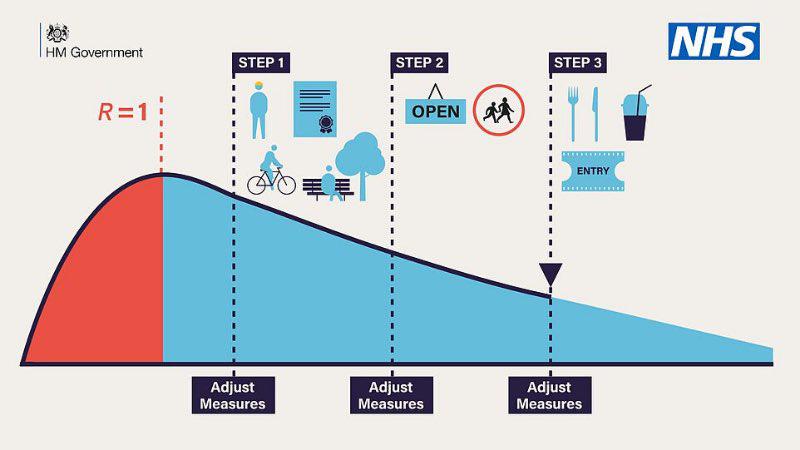 HM Government
NHS
STEP 1
STEP 2
STEP 3
R = 1
OPEN
ENTRY
Adjust
Measures
Adjust
Measures
Adjust
Measures